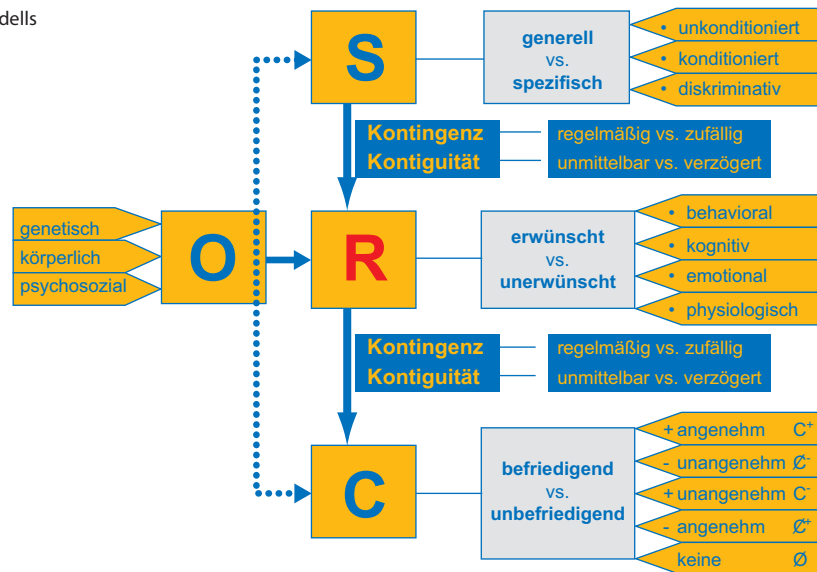 dells
S
generell
vs.
spezifisch
• unkonditioniert
• konditioniert
• diskriminativ
Kontingenz
regelmäßig vs. zufällig
Kontiguität
unmittelbar vs. verzögert
genetisch
körperlich
psychosozial
O
R
erwünscht
vs.
unerwünscht
• behavioral
• kognitiv
• emotional
• physiologisch
Kontingenz
regelmäßig vs. zufällig
Kontiguität
unmittelbar vs. verzögert
C
befriedigend
vs.
unbefriedigend
+ angenehm C⁺
- unangenehm ₵⁻
+ unangenehm C⁻
- angenehm ₵⁺
keine Ø